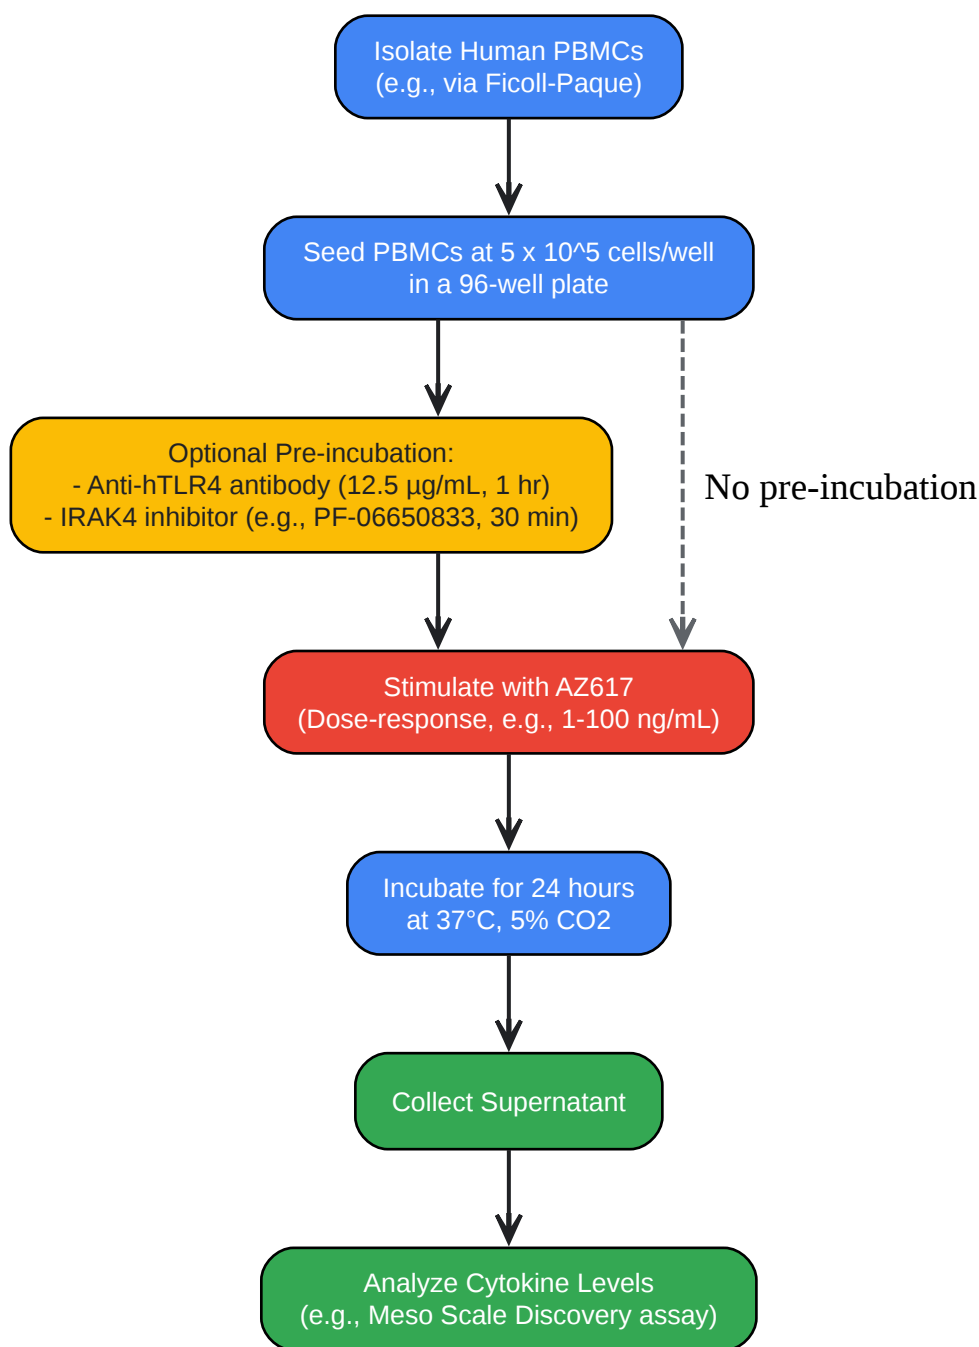 Isolate Human PBMCs
(e.g., via Ficoll-Paque)
Seed PBMCs at 5 x 10^5 cells/well
in a 96-well plate
Optional Pre-incubation:
- Anti-hTLR4 antibody (12.5 µg/mL, 1 hr)
- IRAK4 inhibitor (e.g., PF-06650833, 30 min)
No pre-incubation
Stimulate with AZ617
(Dose-response, e.g., 1-100 ng/mL)
Incubate for 24 hours
at 37°C, 5% CO2
Collect Supernatant
Analyze Cytokine Levels
(e.g., Meso Scale Discovery assay)